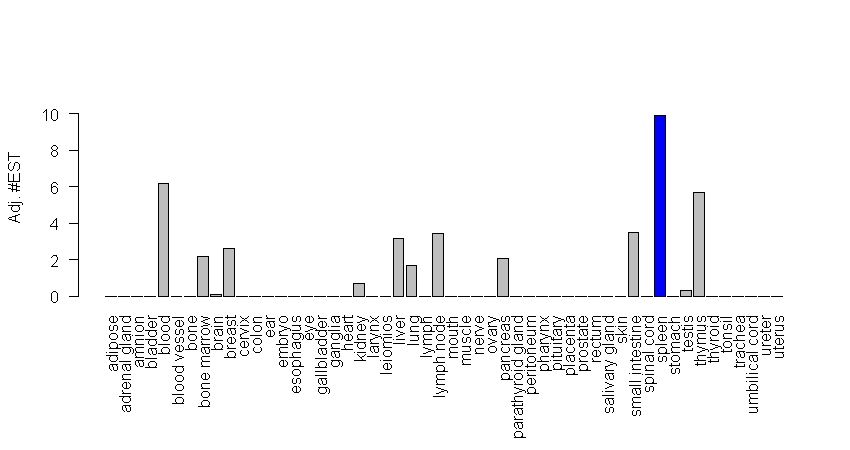 Adj. #EST
10
8
6
4
2
0
adipose
adrenal gland
amnion
bladder
blood
blood vessel
bone
bone marrow
brain
breast
cervix
colon
ear
embryo
esophagus
eye
gallbladder
ganglia
heart
kidney
larynx
leiomios
liver
lung
lymph
lymph node
mouth
muscle
nerve
ovary
pancreas
parathyroid gland
peritoneum
pharynx
pituitary
placenta
prostate
rectum
salivary gland
skin
small intestine
spinal cord
spleen
stomach
testis
thymus
thyroid
tonsil
trachea
umbilical cord
ureter
uterus